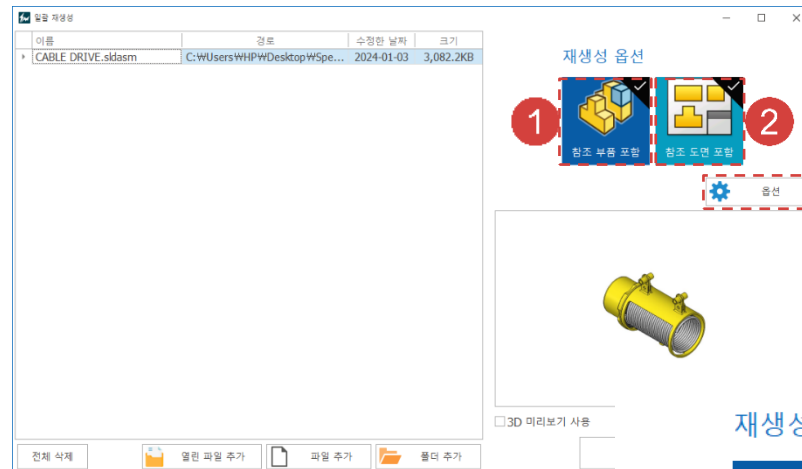 일괄 재생성
이름 경로 수정한 날짜 크기
CABLE DRIVE.sldasm C:₩Users₩HP₩Desktop₩Spe... 2024-01-03 3,082.2KB
재생성 옵션
1
2
참조 부품 포함
참조 도면 포함
옵션
3D 미리보기 사용
재생성
전체 삭제
열린 파일 추가
파일 추가
폴더 추가